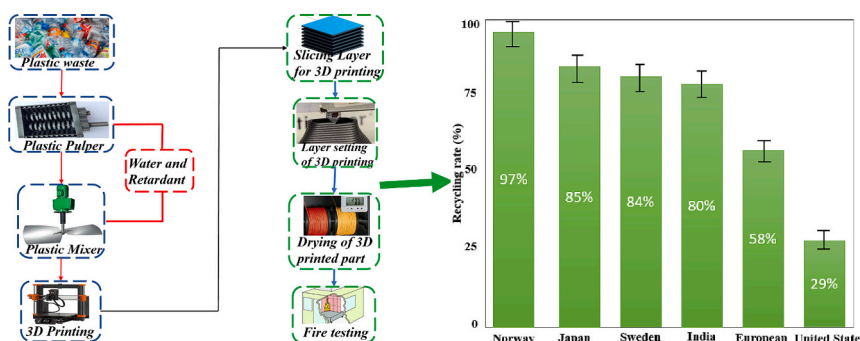 Plastic waste
Plastic Pulper
Water and
Retardant
Plastic Mixer
3D Printing
Slicing Layer
for 3D printing
Layer setting
of 3D printing
Drying of 3D
printed part
Fire testing
Recycling rate (%)
100
75
50
25
0
97%
85%
84%
80%
58%
29%
Norway Japan Sweden India European United State